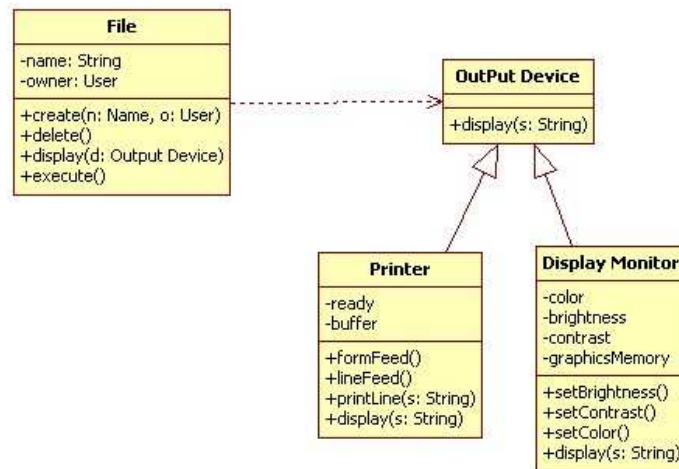 File
-name: String
-owner: User
+create(n: Name, o: User)
+delete()
+display(d: Output Device)
+execute()
OutPut Device
+display(s: String)
Printer
-ready
-buffer
+formFeed()
+lineFeed()
+printLine(s: String)
+display(s: String)
Display Monitor
-color
-brightness
-contrast
-graphicsMemory
+setBrightness()
+setContrast()
+setColor()
+display(s: String)